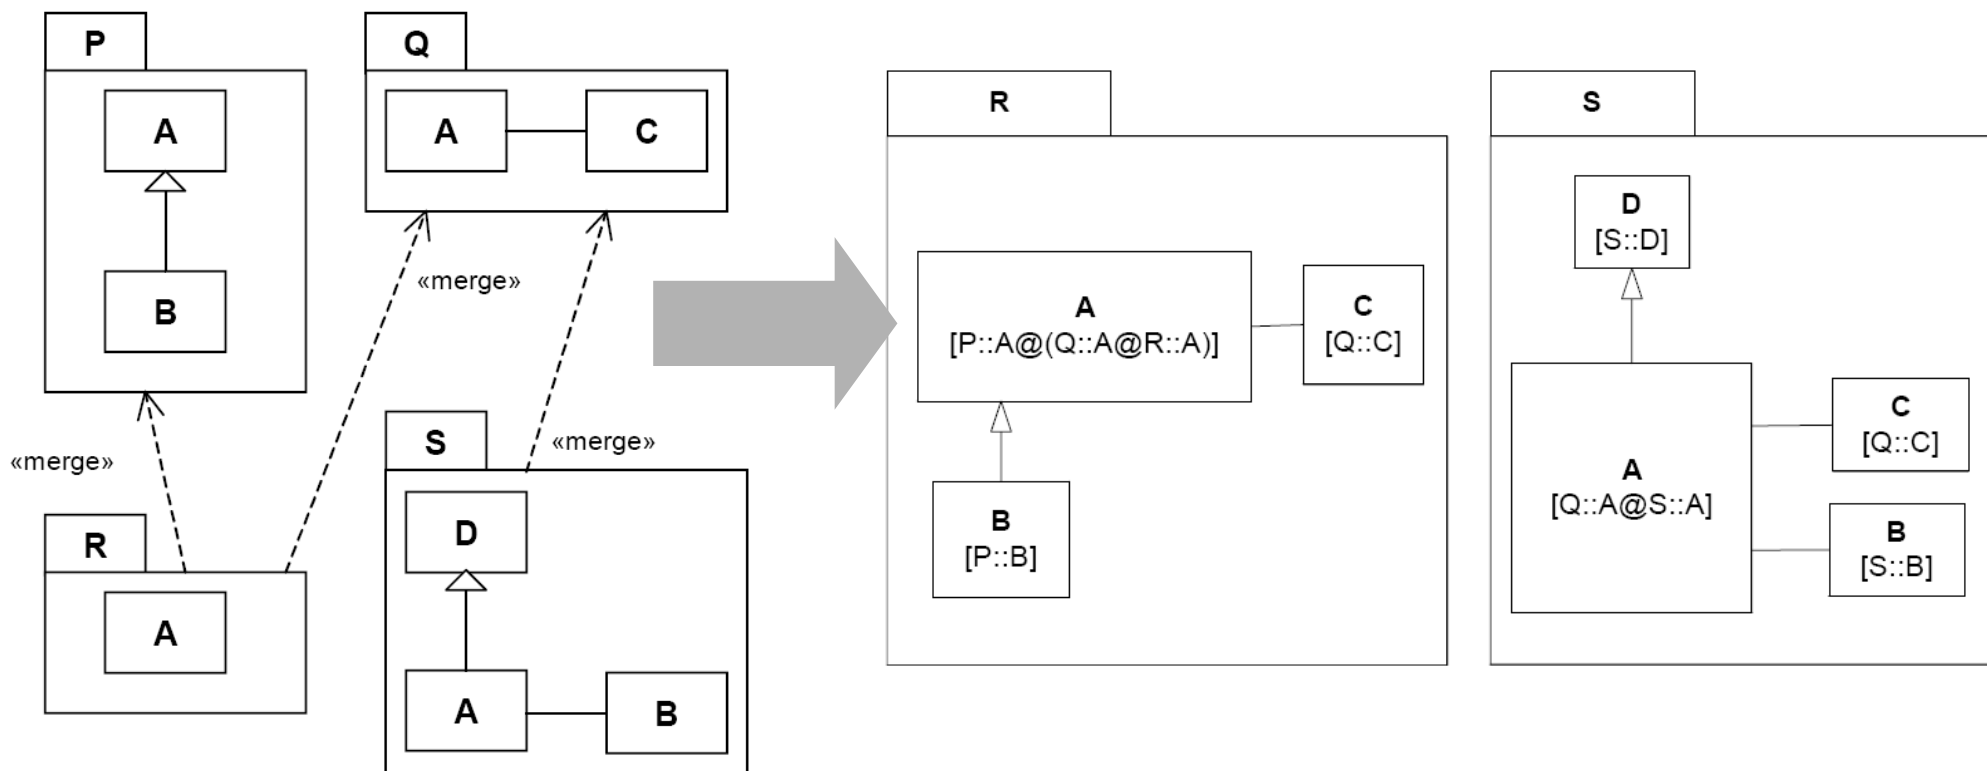 P
A
B
Q
A
C
«merge»
«merge»
«merge»
R
A
S
D
A
B
R
A
[P::A@(Q::A@R::A)]
C
[Q::C]
B
[P::B]
S
D
[S::D]
A
[Q::A@S::A]
C
[Q::C]
B
[S::B]